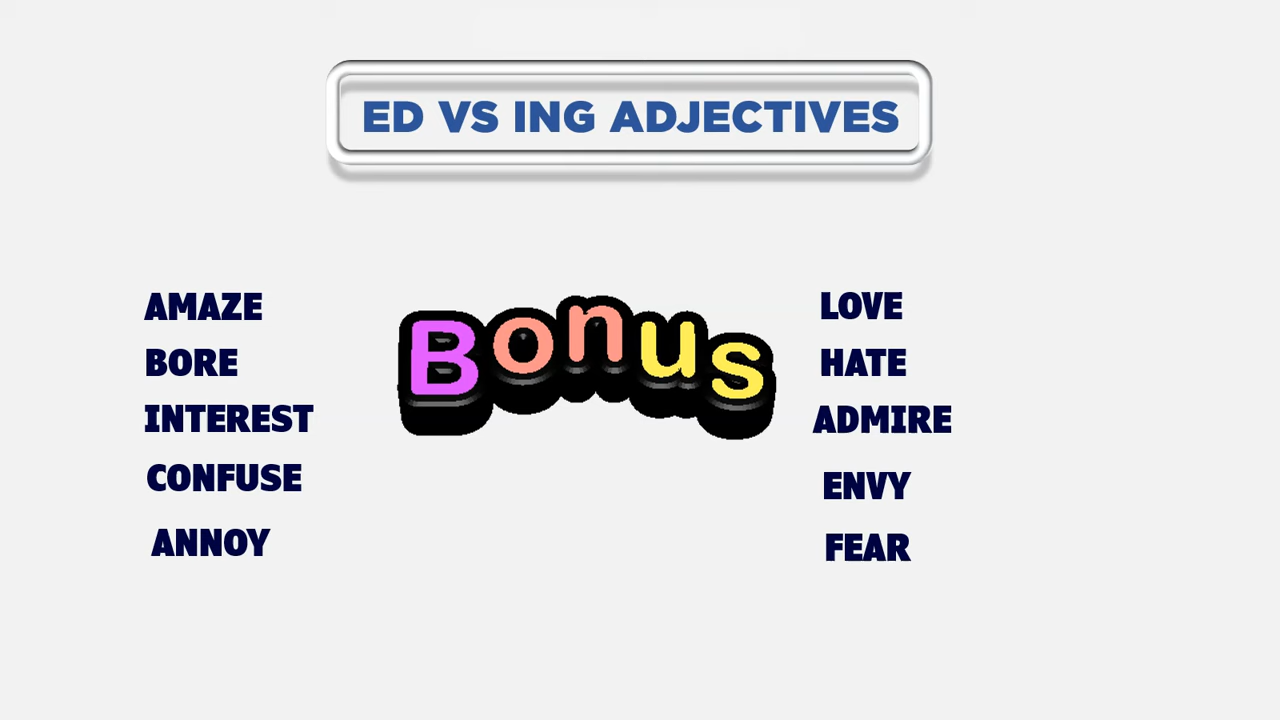 ED VS ING ADJECTIVES
Bonus
AMAZE
BORE
INTEREST
CONFUSE
ANNOY
LOVE
HATE
ADMIRE
ENVY
FEAR